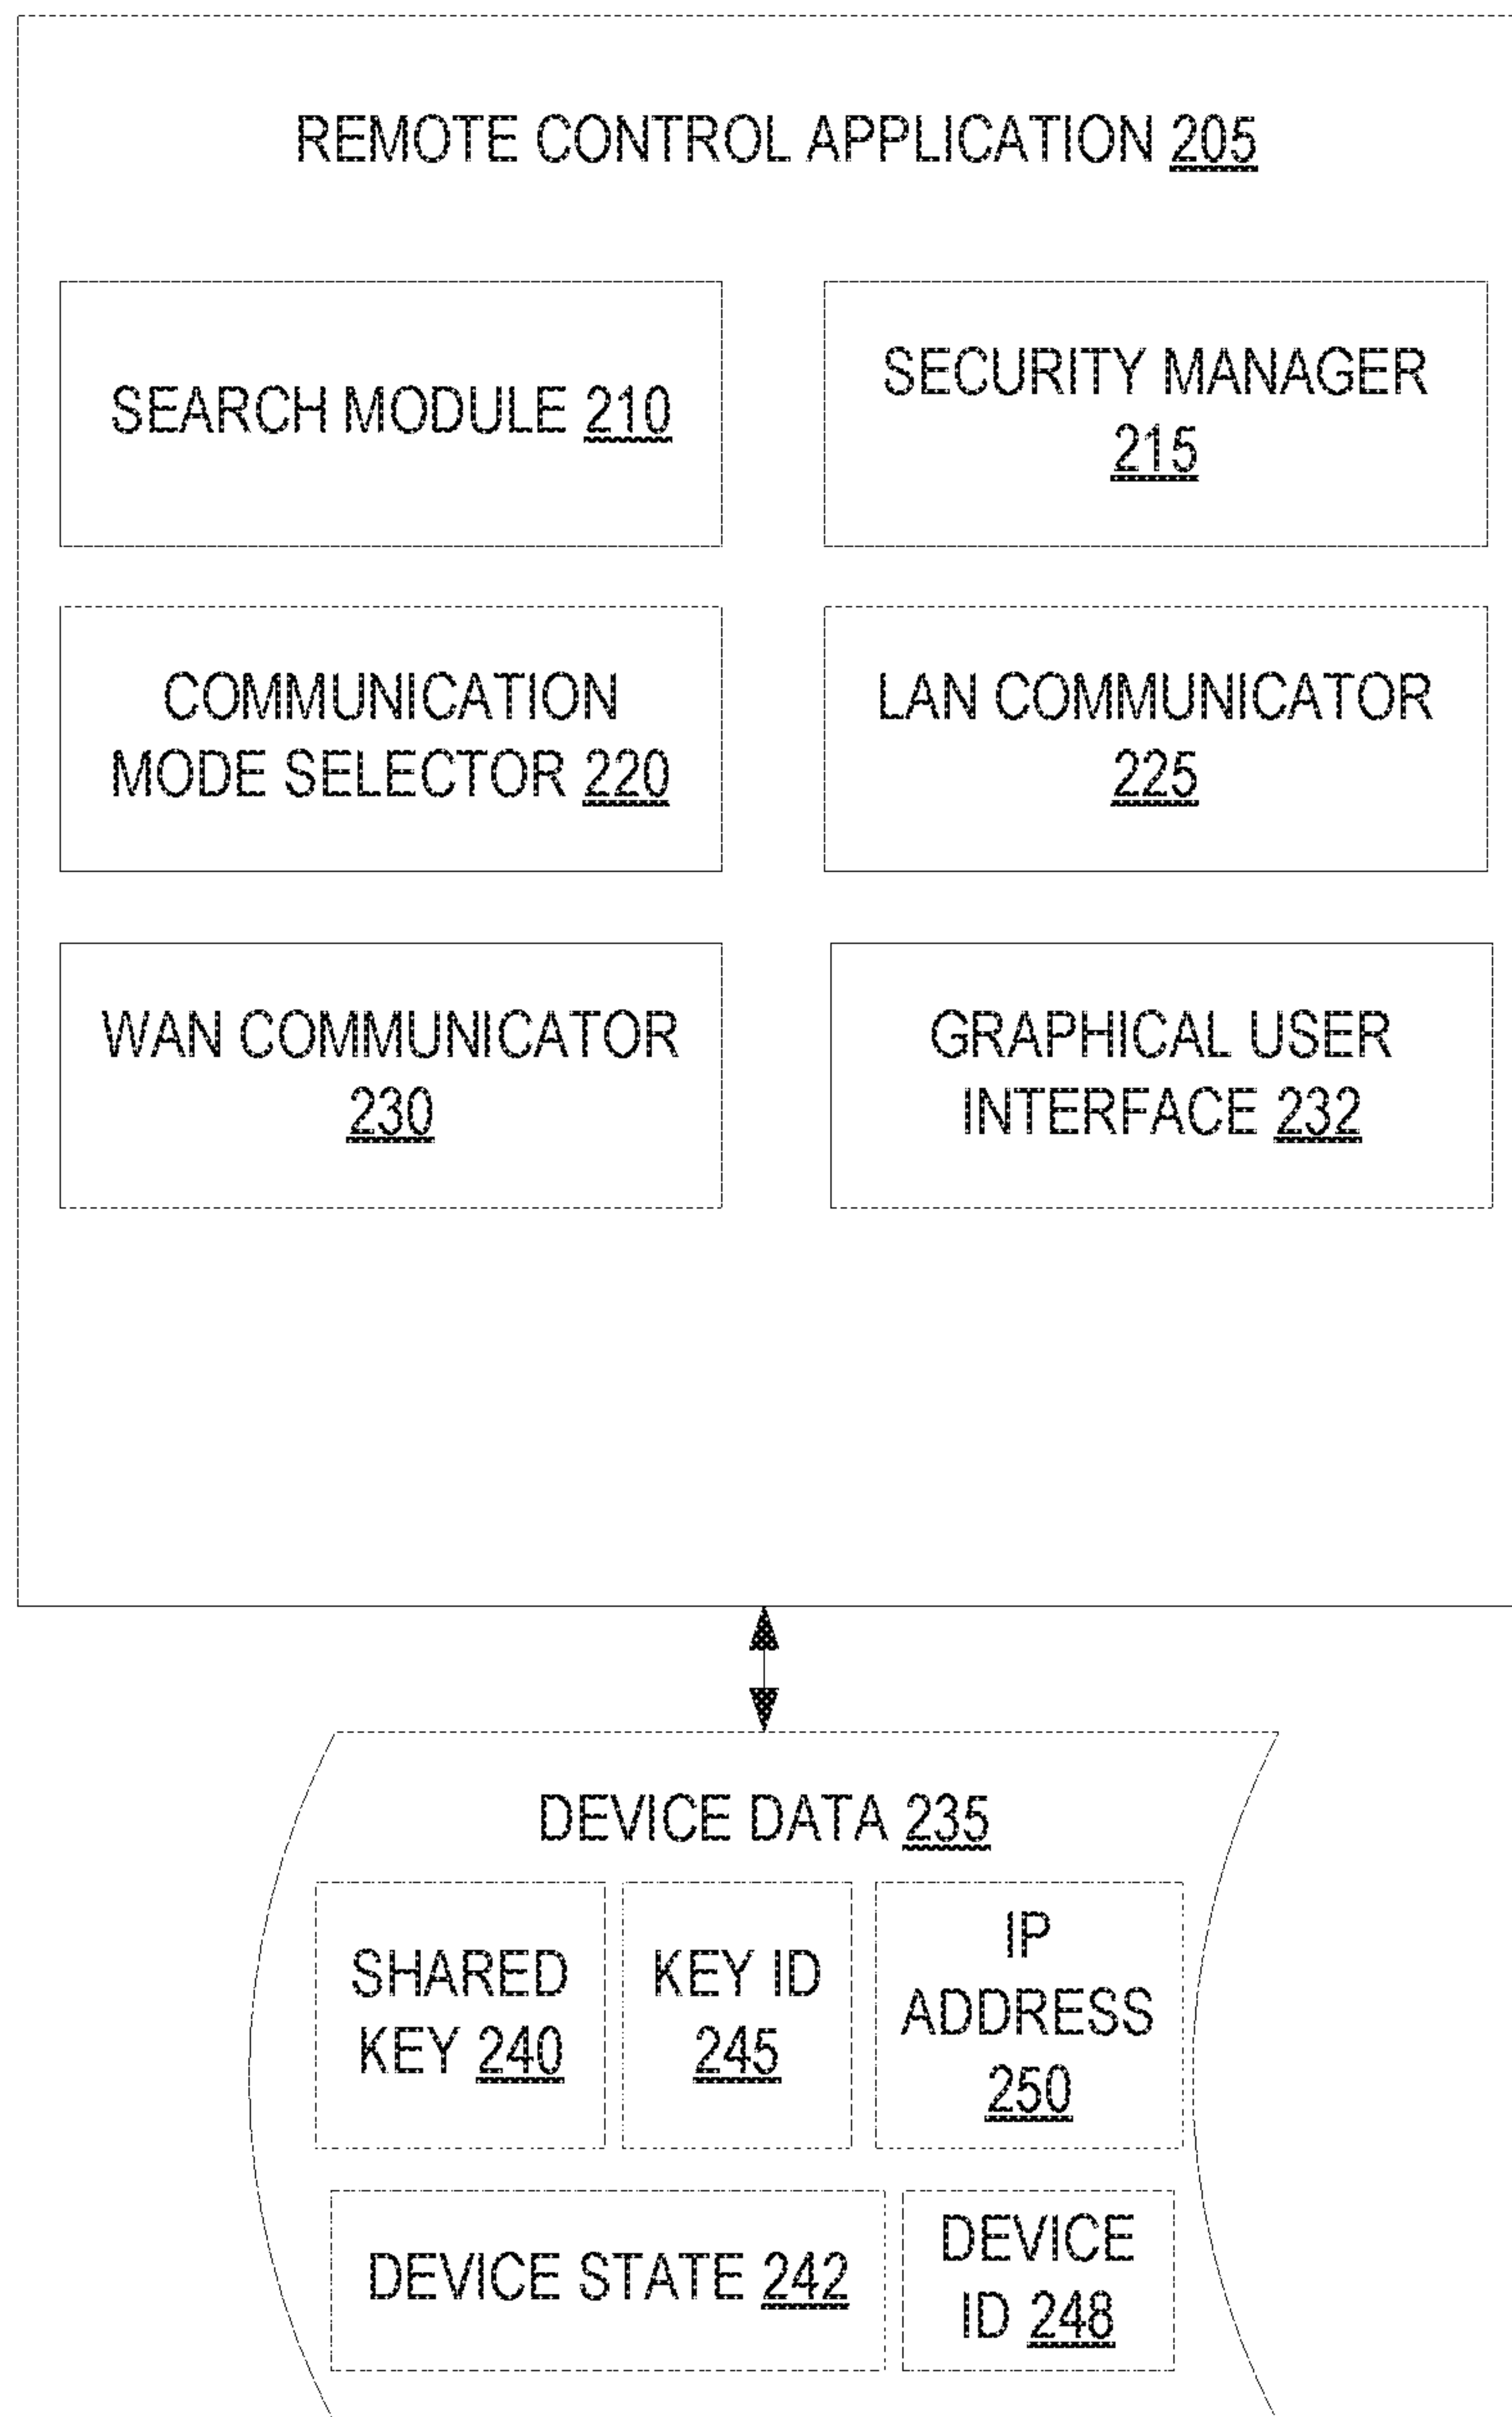 REMOTE CONTROL APPLICATION 205
SEARCH MODULE 210
SECURITY MANAGER
215
COMMUNICATION
MODE SELECTOR 220
LAN COMMUNICATOR
225
WAN COMMUNICATOR
230
GRAPHICAL USER
INTERFACE 232
DEVICE DATA 235
SHARED
KEY 240
KEY ID
245
IP
ADDRESS
250
DEVICE STATE 242
DEVICE
ID 248